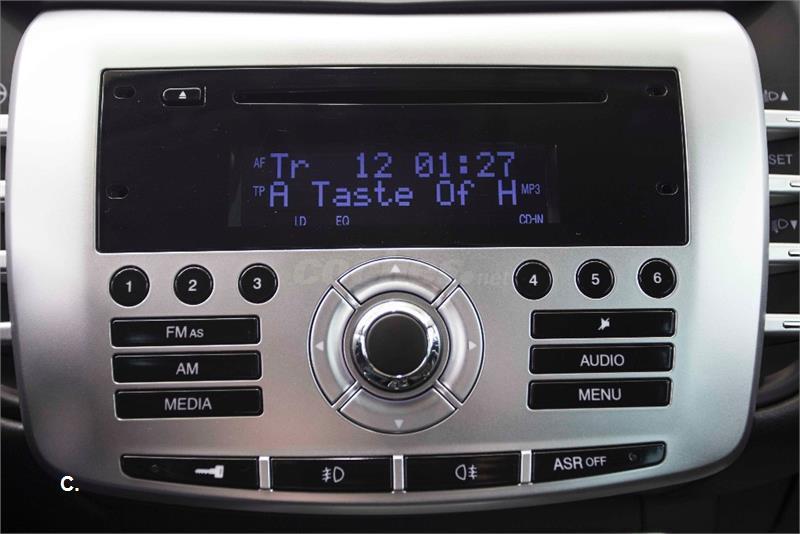 AF Tr 12 01:27
TP A Taste Of H MP3
LD EQ CD-IN
SET
1 2 3 4 5 6
FM AS
AM AUDIO
MEDIA MENU
ASR OFF
C.